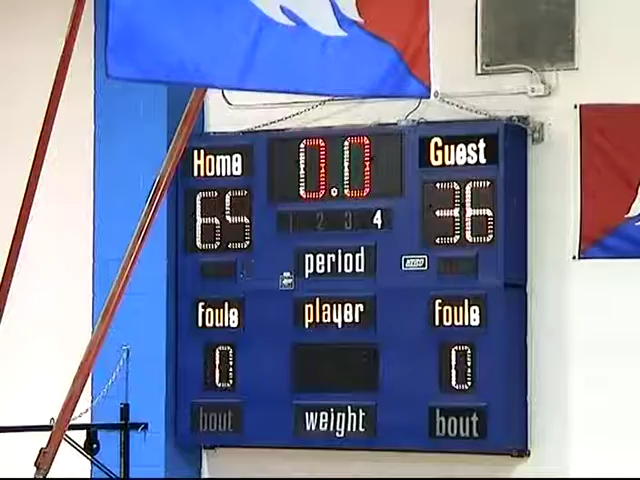 Home 0.0 Guest
65 1 2 3 4 36
period
fouls player fouls
0 0
bout weight bout